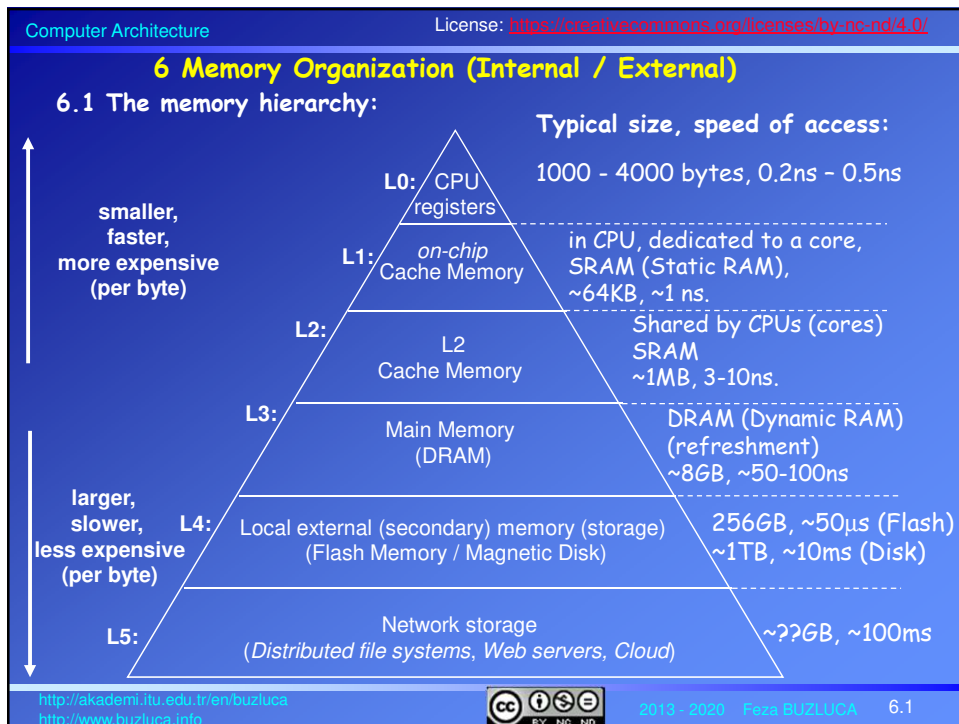 Computer Architecture
License: https://creativecommons.org/licenses/by-nc-nd/4.0/
6 Memory Organization (Internal / External)
6.1 The memory hierarchy:
Typical size, speed of access:
smaller,
faster,
more expensive
(per byte)
L0:
CPU
registers
1000 - 4000 bytes, 0.2ns – 0.5ns
L1:
on-chip
Cache Memory
in CPU, dedicated to a core,
SRAM (Static RAM),
~64KB, ~1 ns.
L2:
L2
Cache Memory
Shared by CPUs (cores)
SRAM
~1MB, 3-10ns.
L3:
Main Memory
(DRAM)
DRAM (Dynamic RAM)
(refreshment)
~8GB, ~50-100ns
larger,
slower,
less expensive
(per byte)
L4:
Local external (secondary) memory (storage)
(Flash Memory / Magnetic Disk)
256GB, ~50μs (Flash)
~1TB, ~10ms (Disk)
L5:
Network storage
(Distributed file systems, Web servers, Cloud)
~??GB, ~100ms
http://akademi.itu.edu.tr/en/buzluca
http://www.buzluca.info
cc
BY NC ND
2013 - 2020 Feza BUZLUCA
6.1